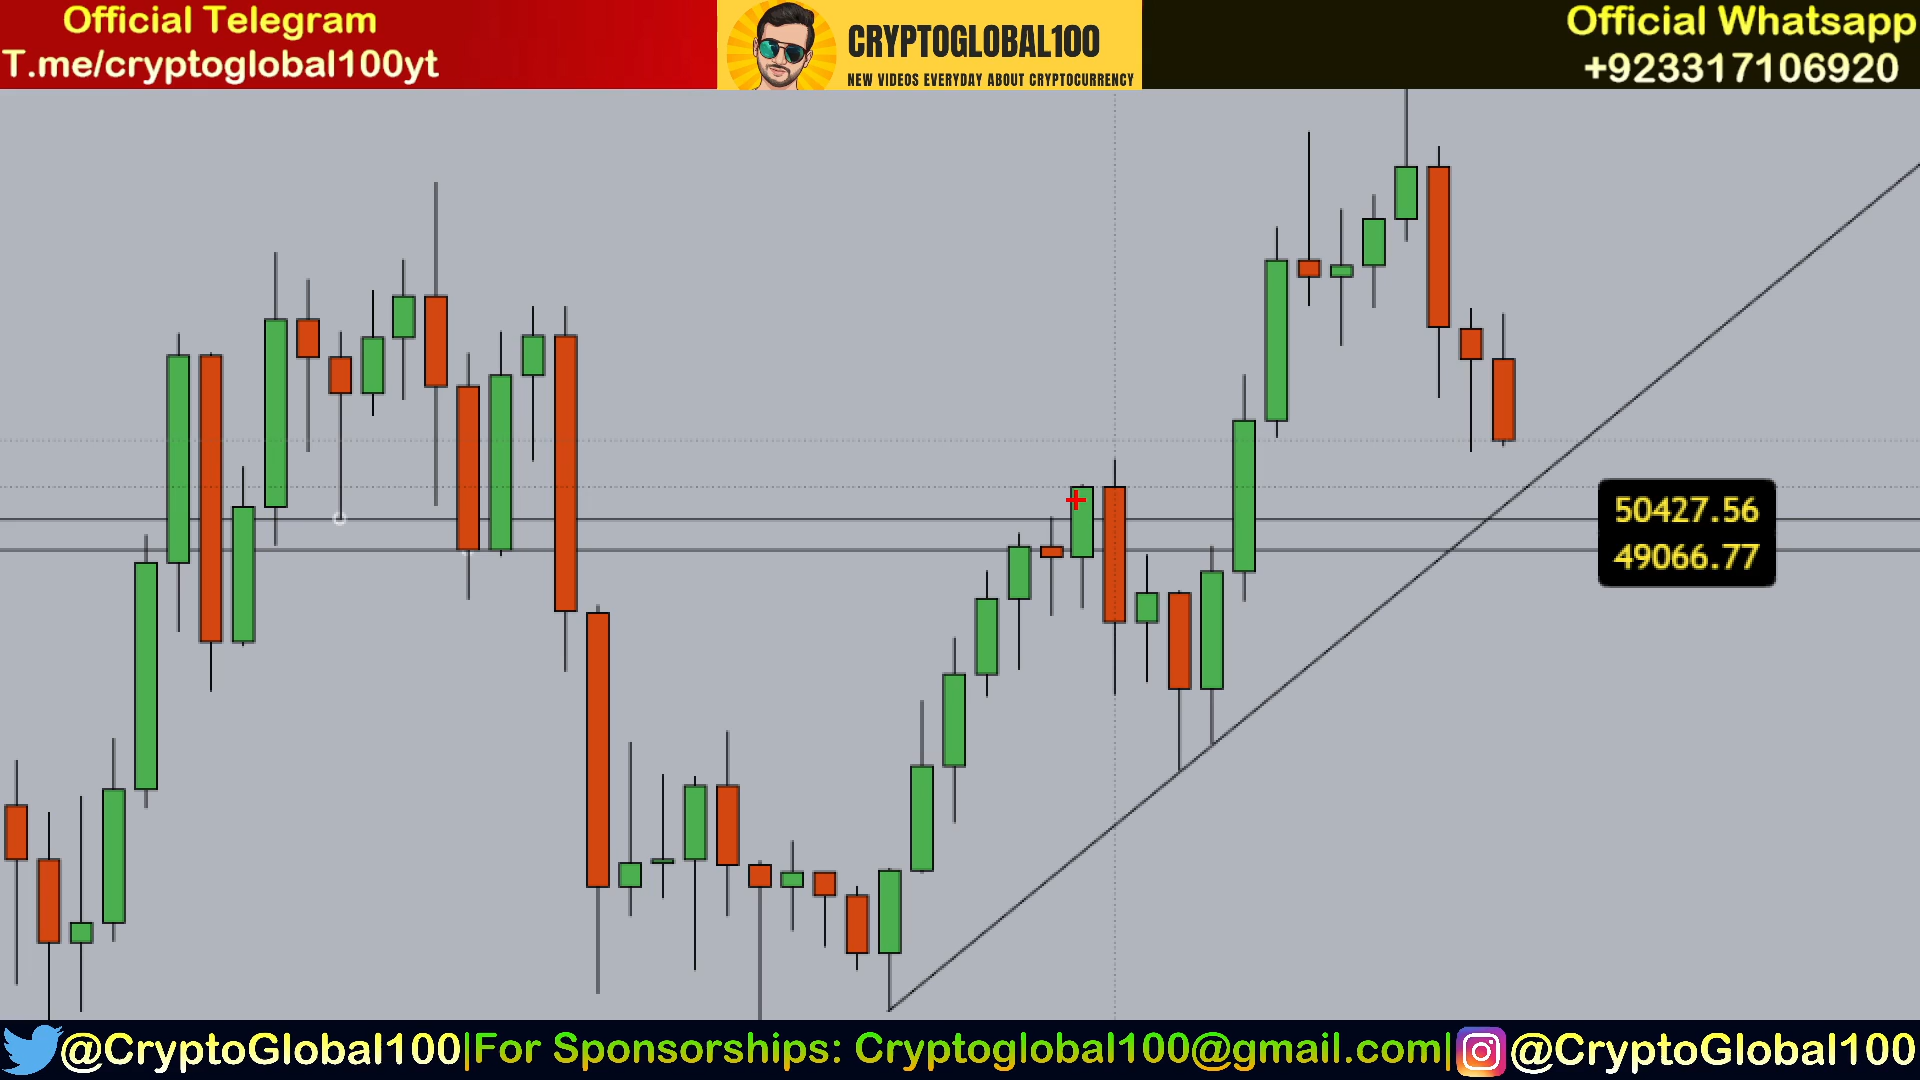 Official Telegram
T.me/cryptoglobal100yt
CRYPTOGLOBAL100
NEW VIDEOS EVERYDAY ABOUT CRYPTOCURRENCY
Official Whatsapp
+923317106920
50427.56
49066.77
@CryptoGlobal100|For Sponsorships: Cryptoglobal100@gmail.com|@CryptoGlobal100